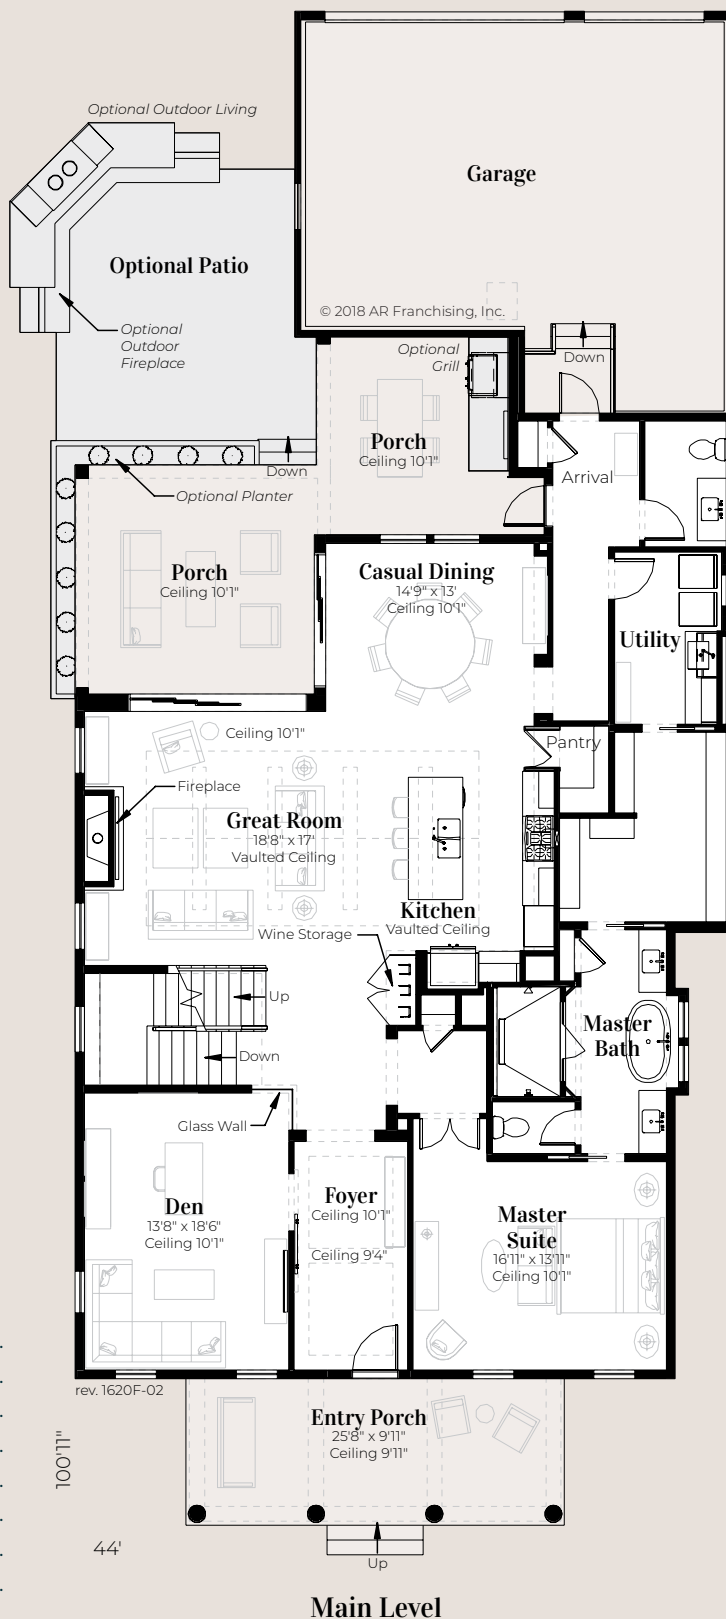 Optional Outdoor Living
Garage
Optional Patio
© 2018 AR Franchising, Inc.
Optional
Outdoor
Fireplace
Optional
Grill
Down
Porch
Ceiling 10'1"
Down
Arrival
Optional Planter
Porch
Ceiling 10'1"
Casual Dining
14'9" x 13'
Ceiling 10'1"
Utility
Ceiling 10'1"
Pantry
Fireplace
Great Room
18'8" x 17'
Vaulted Ceiling
Kitchen
Vaulted Ceiling
Wine Storage
Up
Master
Bath
Down
Glass Wall
Den
13'8" x 18'6"
Ceiling 10'1"
Foyer
Ceiling 10'1"
Ceiling 9'4"
Master
Suite
16'11" x 13'11"
Ceiling 10'1"
rev. 1620F-02
Entry Porch
25'8" x 9'11"
Ceiling 9'11"
100'11"
44'
Up
Main Level